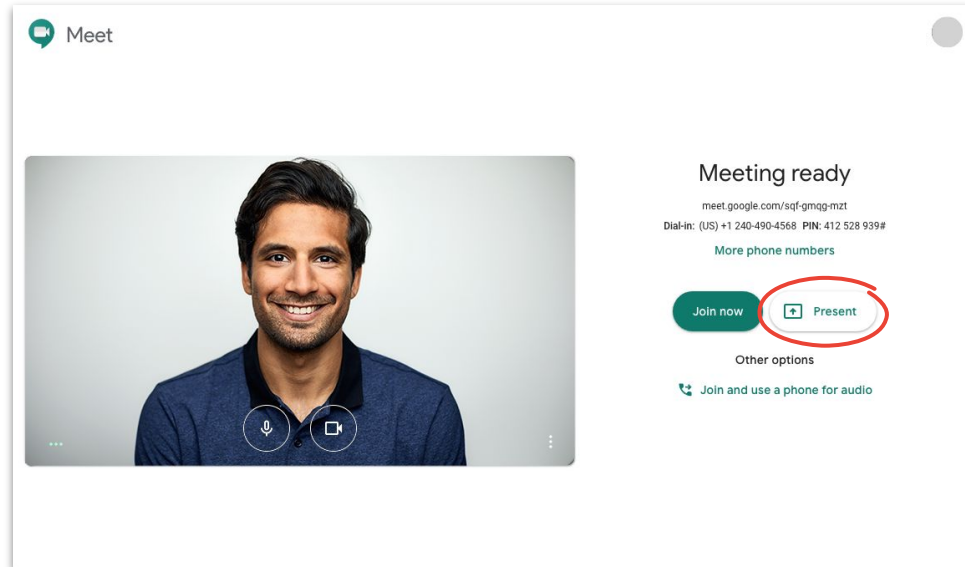 Meet
Meeting ready
meet.google.com/sqf-gmqg-mzt
Dial-in: (US) +1 240-490-4568 PIN: 412 528 939#
More phone numbers
Join now
Present
Other options
Join and use a phone for audio